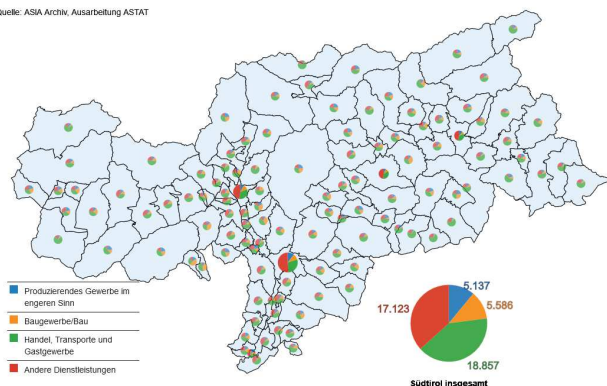 Quelle: ASIA Archiv, Ausarbeitung ASTAT
Produzierendes Gewerbe im
engeren Sinn
Baugewerbe/Bau
Handel, Transporte und
Gastgewerbe
Andere Dienstleistungen
5.137
5.586
17.123
18.857
Südtirol insgesamt